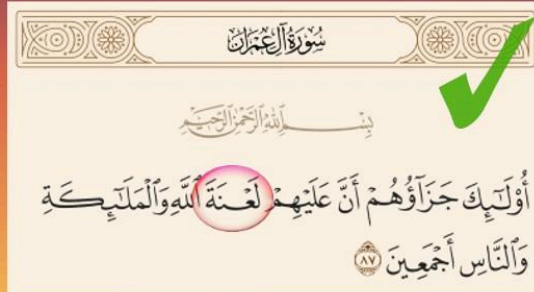 سُورَةُ آلِ عِمْرَانَ
بِسْمِ ٱللَّهِ ٱلرَّحْمَٰنِ ٱلرَّحِيمِ
أُوْلَٰٓئِكَ جَزَآؤُهُمْ أَنَّ عَلَيْهِمْ لَعْنَةَ ٱللَّهِ وَٱلْمَلَٰٓئِكَةِ
وَٱلنَّاسِ أَجْمَعِينَ ٨٧